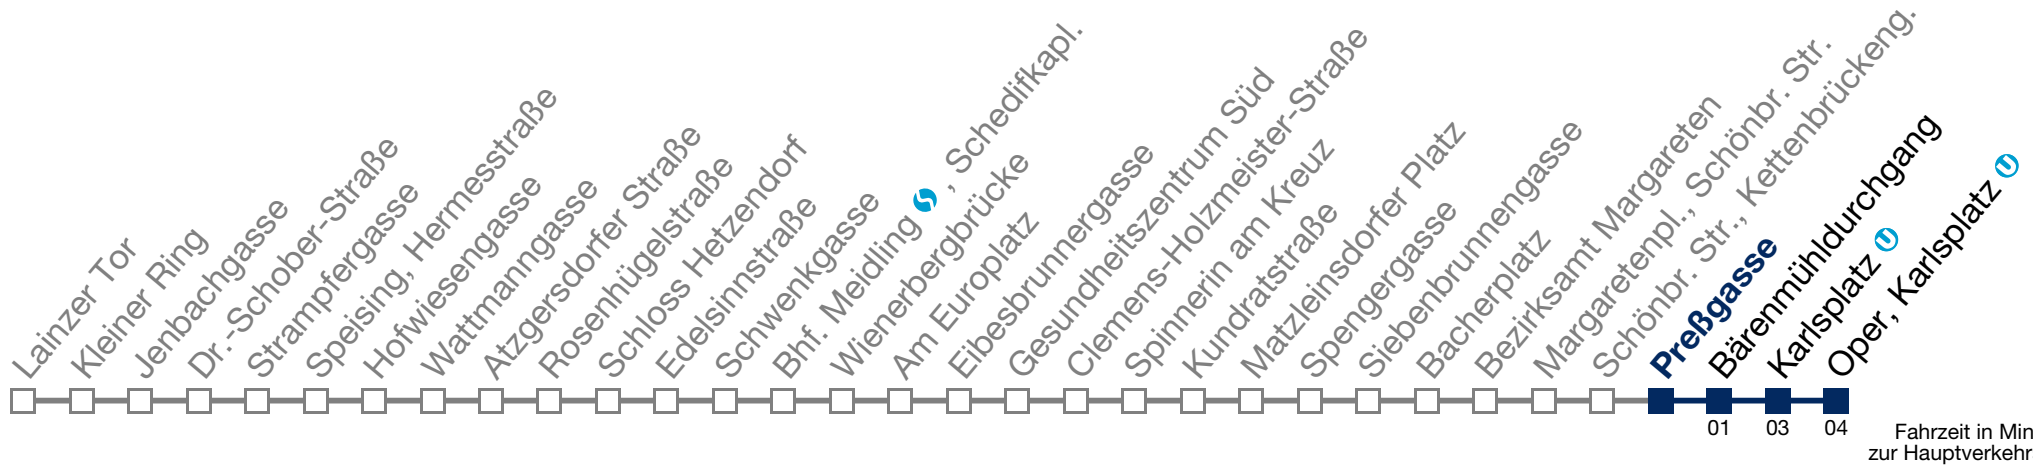 Lainzer Tor
Kleiner Ring
Jenbachgasse
Dr.-Schober-Straße
Strampfergasse
Speising, Hermesstraße
Hofwiesengasse
Wattmanngasse
Atzgersdorfer Straße
Rosenhügelstraße
Schloss Hetzendorf
Edelsinnstraße
Schwenkgasse
Bhf. Meidling S, Schedifkapl.
Wienerbergbrücke
Am Europlatz
Eibesbrunnergasse
Gesundheitszentrum Süd
Clemens-Holzmeister-Straße
Spinnerin am Kreuz
Kundratstraße
Matzleinsdorfer Platz
Spengergasse
Siebenbrunnengasse
Bacherplatz
Bezirksamt Margareten
Margaretenpl., Schönbr. Str.
Schönbr. Str., Kettenbrückeng.
Preßgasse
Bärenmühldurchgang
Karlsplatz U
Oper, Karlsplatz U
01 03 04
Fahrzeit in Min
zur Hauptverkehr